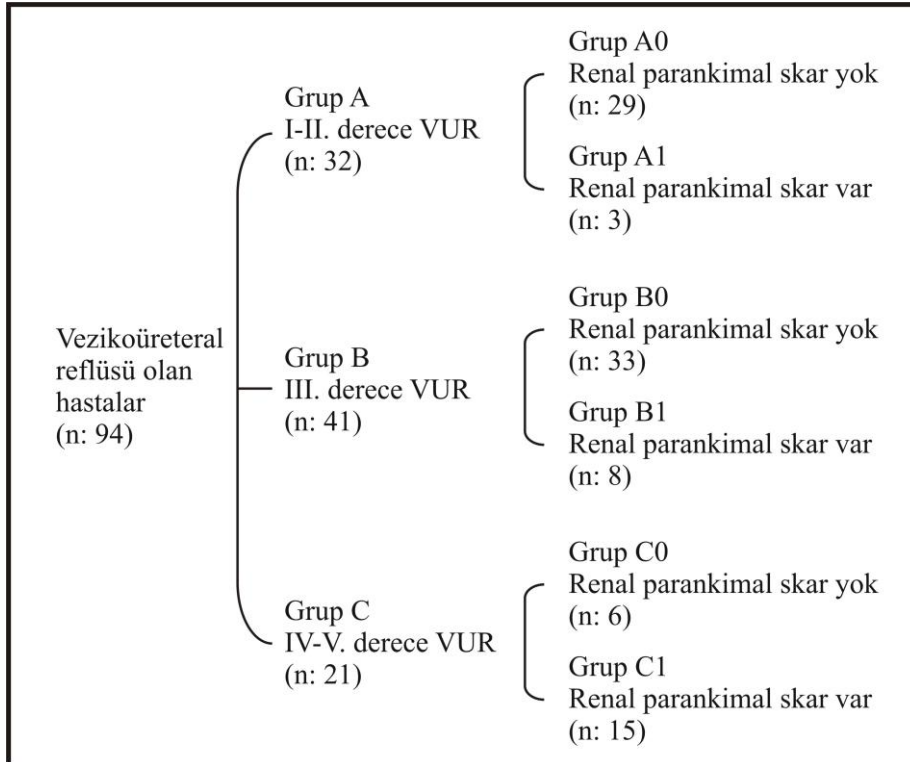 Vezikoüreteral
reflüsü olan
hastalar
(n: 94)
Grup A
I-II. derece VUR
(n: 32)
Grup A0
Renal parankimal skar yok
(n: 29)
Grup A1
Renal parankimal skar var
(n: 3)
Grup B
III. derece VUR
(n: 41)
Grup B0
Renal parankimal skar yok
(n: 33)
Grup B1
Renal parankimal skar var
(n: 8)
Grup C
IV-V. derece VUR
(n: 21)
Grup C0
Renal parankimal skar yok
(n: 6)
Grup C1
Renal parankimal skar var
(n: 15)